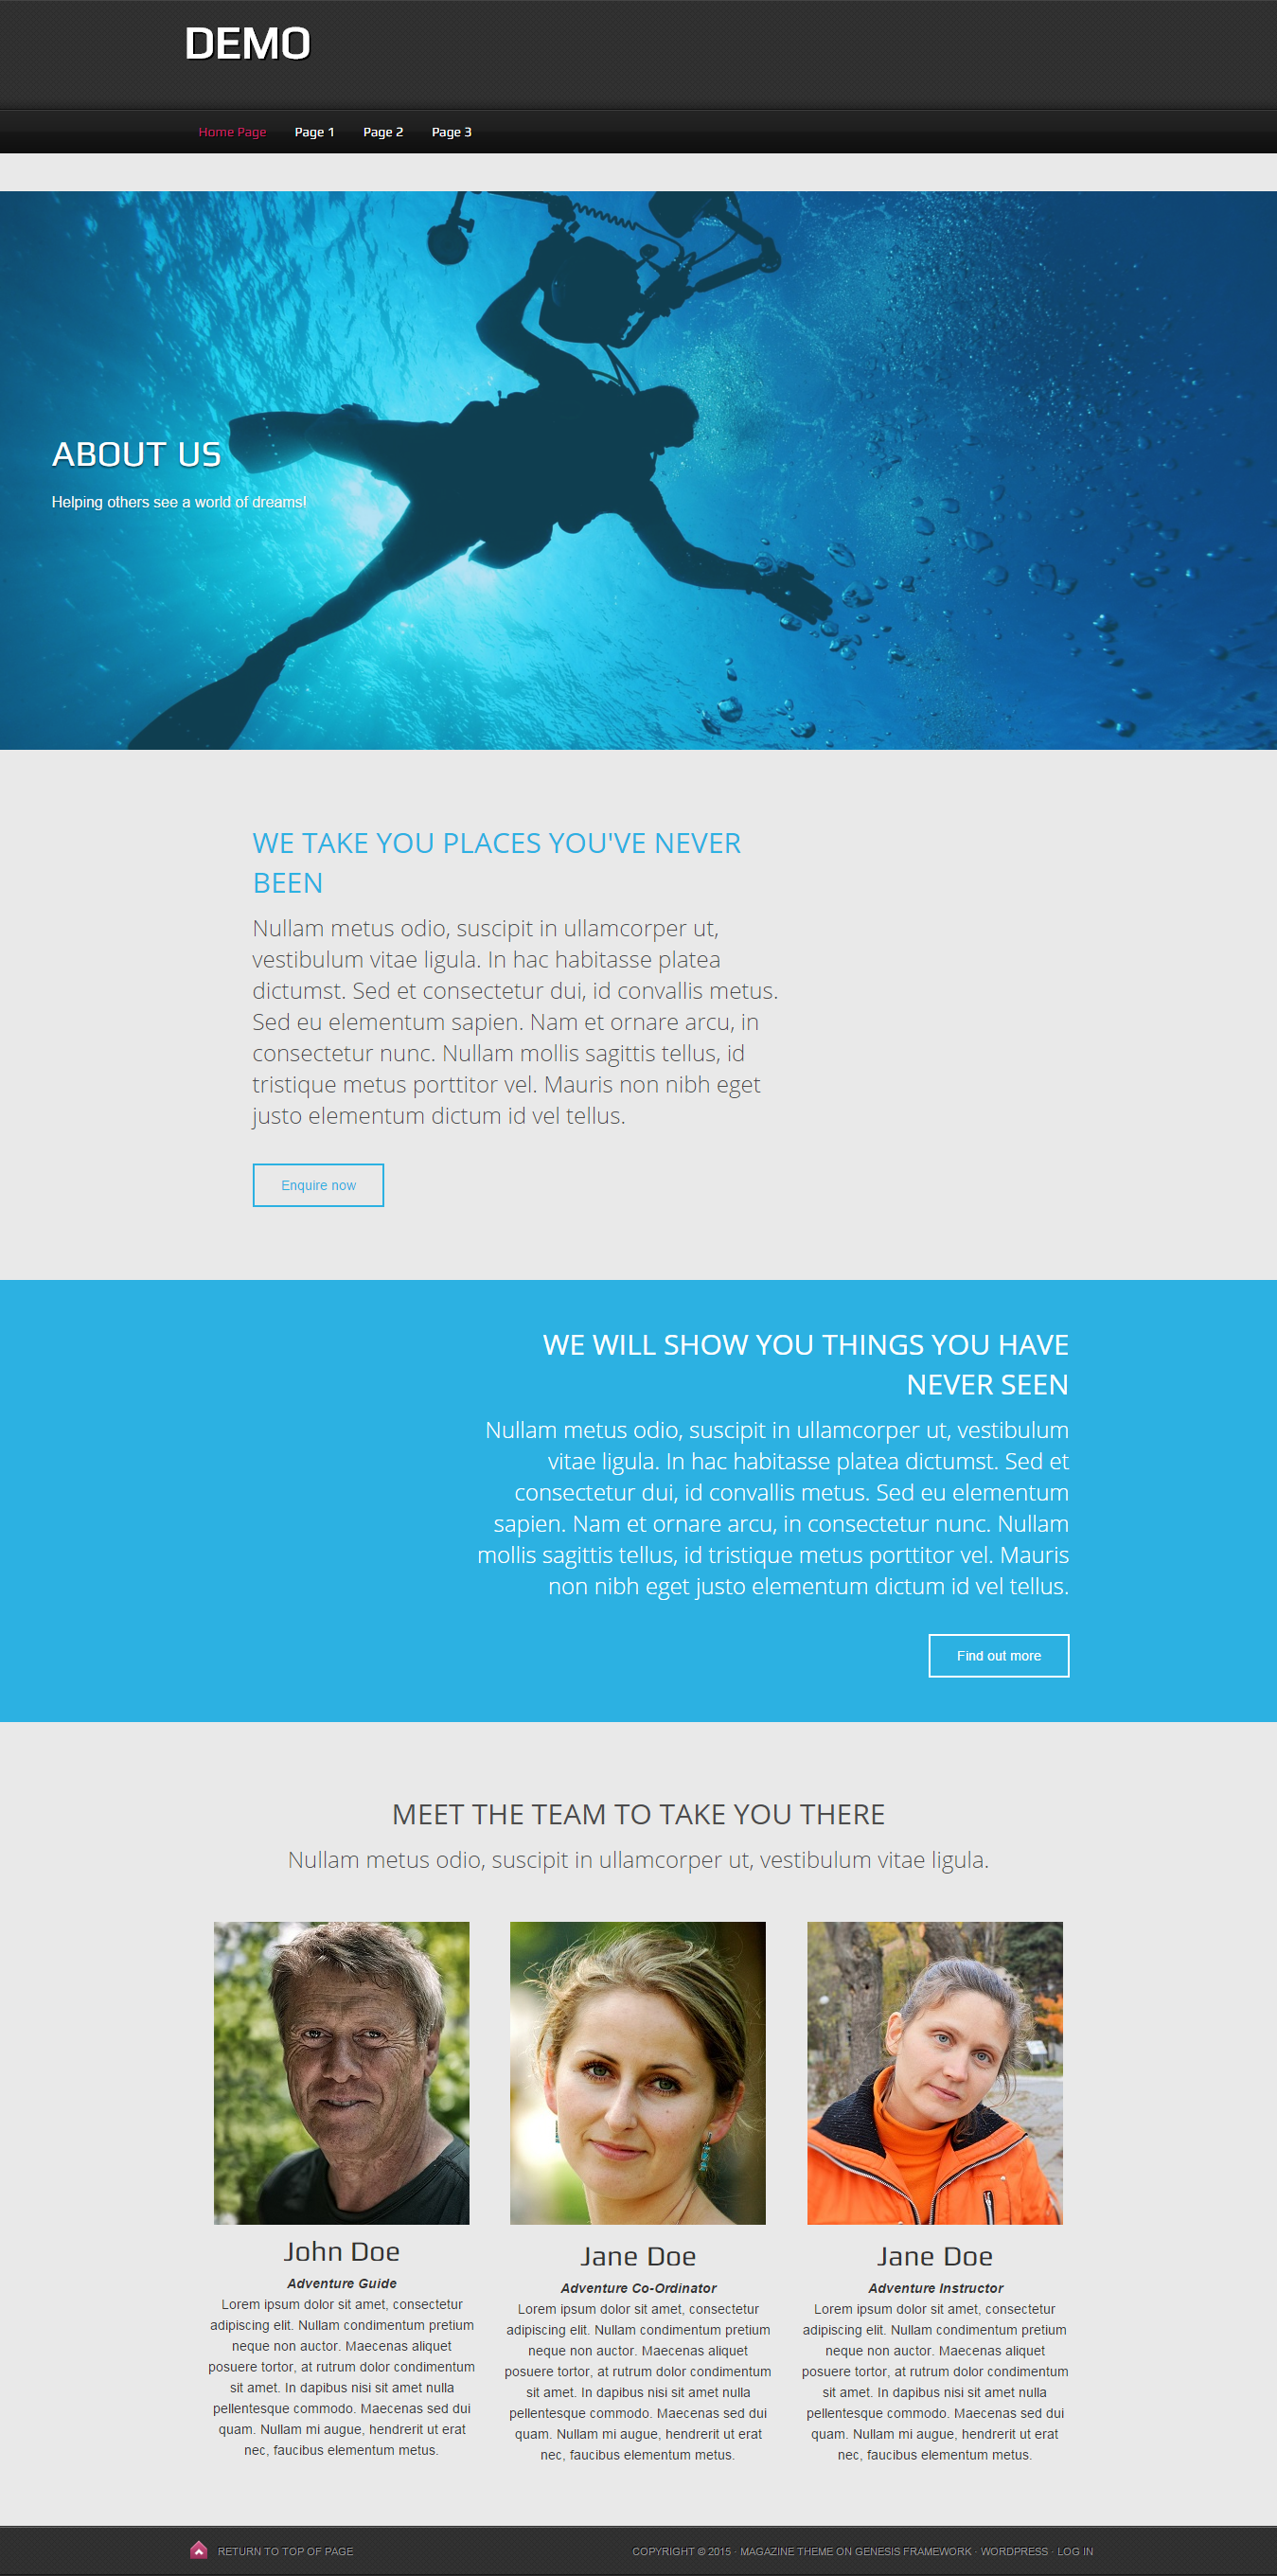 DEMO
Home Page Page 1 Page 2 Page 3
ABOUT US
Helping others see a world of dreams!
WE TAKE YOU PLACES YOU'VE NEVER
BEEN
Nullam metus odio, suscipit in ullamcorper ut,
vestibulum vitae ligula. In hac habitasse platea
dictumst. Sed et consectetur dui, id convallis metus.
Sed eu elementum sapien. Nam et ornare arcu, in
consectetur nunc. Nullam mollis sagittis tellus, id
tristique metus porttitor vel. Mauris non nibh eget
justo elementum dictum id vel tellus.
Enquire now
WE WILL SHOW YOU THINGS YOU HAVE
NEVER SEEN
Nullam metus odio, suscipit in ullamcorper ut, vestibulum
vitae ligula. In hac habitasse platea dictumst. Sed et
consectetur dui, id convallis metus. Sed eu elementum
sapien. Nam et ornare arcu, in consectetur nunc. Nullam
mollis sagittis tellus, id tristique metus porttitor vel. Mauris
non nibh eget justo elementum dictum id vel tellus.
Find out more
MEET THE TEAM TO TAKE YOU THERE
Nullam metus odio, suscipit in ullamcorper ut, vestibulum vitae ligula.
John Doe
Adventure Guide
Lorem ipsum dolor sit amet, consectetur
adipiscing elit. Nullam condimentum pretium
neque non auctor. Maecenas aliquet
posuere tortor, at rutrum dolor condimentum
sit amet. In dapibus nisi sit amet nulla
pellentesque commodo. Maecenas sed dui
quam. Nullam mi augue, hendrerit ut erat
nec, faucibus elementum metus.
Jane Doe
Adventure Co-Ordinator
Lorem ipsum dolor sit amet, consectetur
adipiscing elit. Nullam condimentum pretium
neque non auctor. Maecenas aliquet
posuere tortor, at rutrum dolor condimentum
sit amet. In dapibus nisi sit amet nulla
pellentesque commodo. Maecenas sed dui
quam. Nullam mi augue, hendrerit ut erat
nec, faucibus elementum metus.
Jane Doe
Adventure Instructor
Lorem ipsum dolor sit amet, consectetur
adipiscing elit. Nullam condimentum pretium
neque non auctor. Maecenas aliquet
posuere tortor, at rutrum dolor condimentum
sit amet. In dapibus nisi sit amet nulla
pellentesque commodo. Maecenas sed dui
quam. Nullam mi augue, hendrerit ut erat
nec, faucibus elementum metus.
RETURN TO TOP OF PAGE
COPYRIGHT © 2015 · MAGAZINE THEME ON GENESIS FRAMEWORK · WORDPRESS · LOG IN